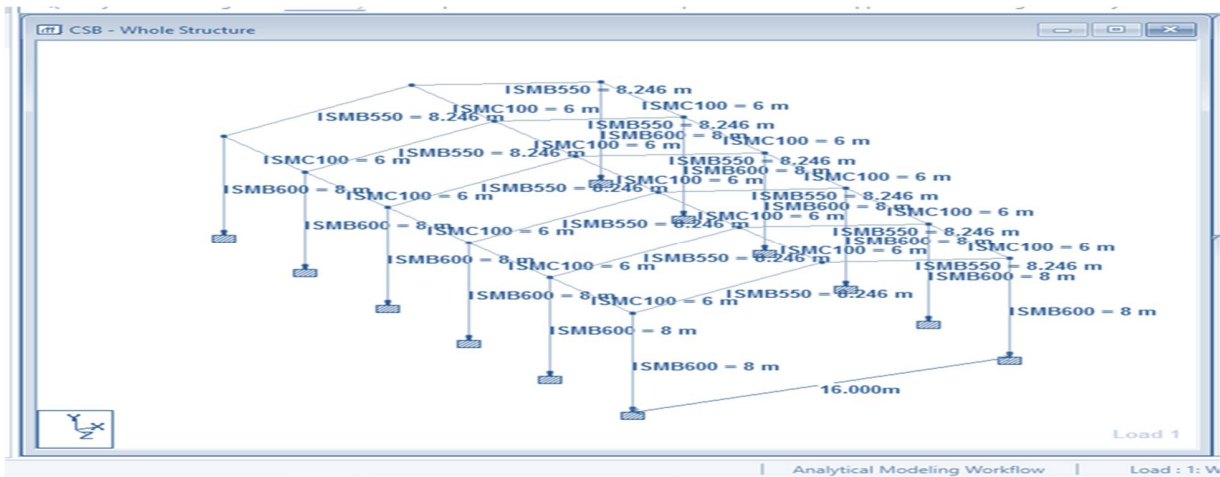 CSB - Whole Structure
ISMB550 = 8.246 m
ISMC100 = 6 m
ISMC100 = 6 m
ISMB550 = 8.246 m
ISMB550 = 8.246 m
ISMB600 = 8 m
ISMC100 = 6 m
ISMC100 = 6 m
ISMB550 = 8.246 m
ISMC100 = 6 m
ISMB550 = 8.246 m
ISMB600 = 8 m
ISMC100 = 6 m
ISMC100 = 6 m
ISMB600 = 8 m
ISMC100 = 6 m
ISMB550 = 8.246 m
ISMB550 = 8.246 m
ISMB600 = 8 m
ISMC100 = 6 m
ISMC100 = 6 m
ISMB600 = 8 m
ISMC100 = 6 m
ISMB550 = 8.246 m
ISMB550 = 8.246 m
ISMB600 = 8 m
ISMC100 = 6 m
ISMC100 = 6 m
ISMB600 = 8 m
ISMC100 = 6 m
ISMB550 = 8.246 m
ISMB550 = 8.246 m
ISMB600 = 8 m
ISMB600 = 8 m
ISMC100 = 6 m
ISMB550 = 8.246 m
ISMB600 = 8 m
ISMB600 = 8 m
ISMB600 = 8 m
16.000m
Y
X
Z
Load 1
Analytical Modeling Workflow
Load : 1: W